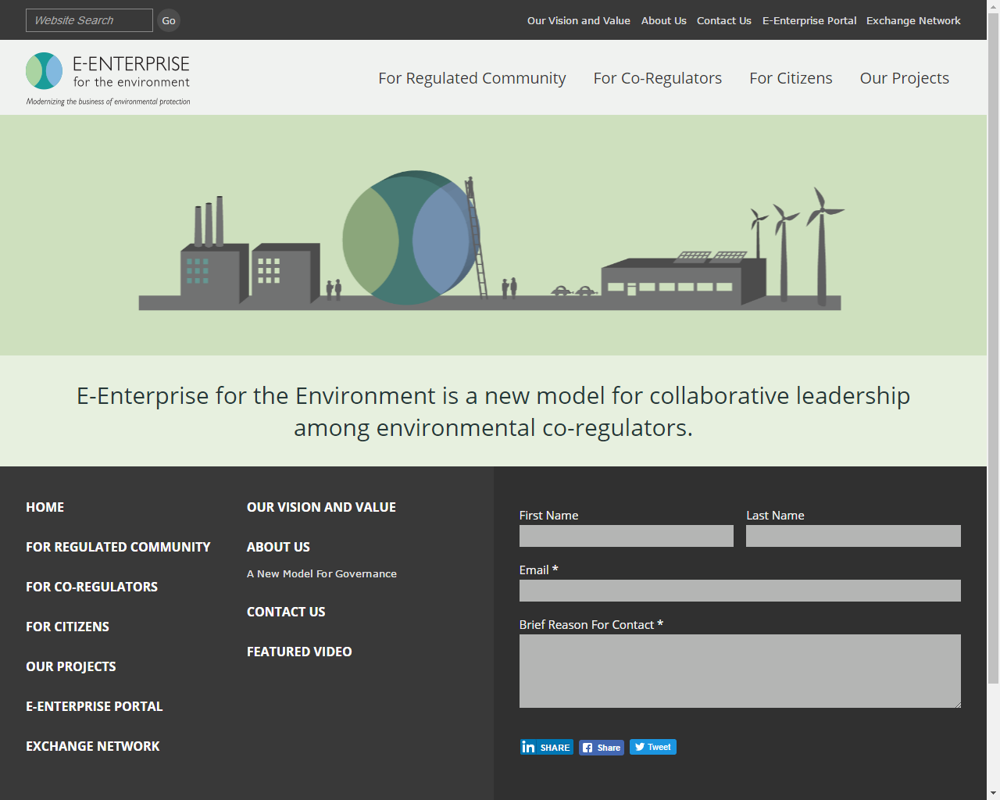 Website Search
Go
Our Vision and Value
About Us
Contact Us
E-Enterprise Portal
Exchange Network
E-ENTERPRISE
for the environment
Modernizing the business of environmental protection
For Regulated Community
For Co-Regulators
For Citizens
Our Projects
E-Enterprise for the Environment is a new model for collaborative leadership
among environmental co-regulators.
HOME
FOR REGULATED COMMUNITY
FOR CO-REGULATORS
FOR CITIZENS
OUR PROJECTS
E-ENTERPRISE PORTAL
EXCHANGE NETWORK
OUR VISION AND VALUE
ABOUT US
A New Model For Governance
CONTACT US
FEATURED VIDEO
First Name
Last Name
Email *
Brief Reason For Contact *
in SHARE
Share
Tweet